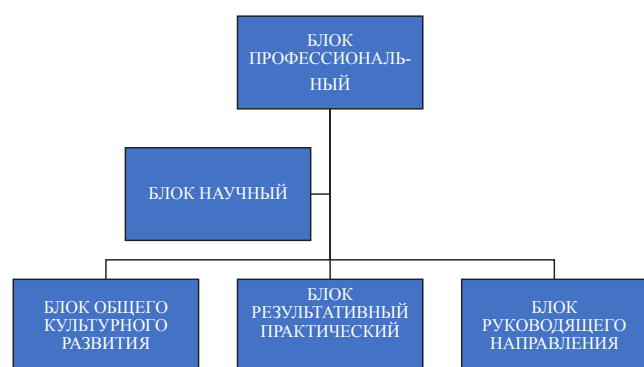 БЛОК
ПРОФЕССИОНАЛЬ-
НЫЙ
БЛОК НАУЧНЫЙ
БЛОК ОБЩЕГО
КУЛЬТУРНОГО
РАЗВИТИЯ
БЛОК
РЕЗУЛЬТАТИВНЫЙ
ПРАКТИЧЕСКИЙ
БЛОК
РУКОВОДЯЩЕГО
НАПРАВЛЕНИЯ